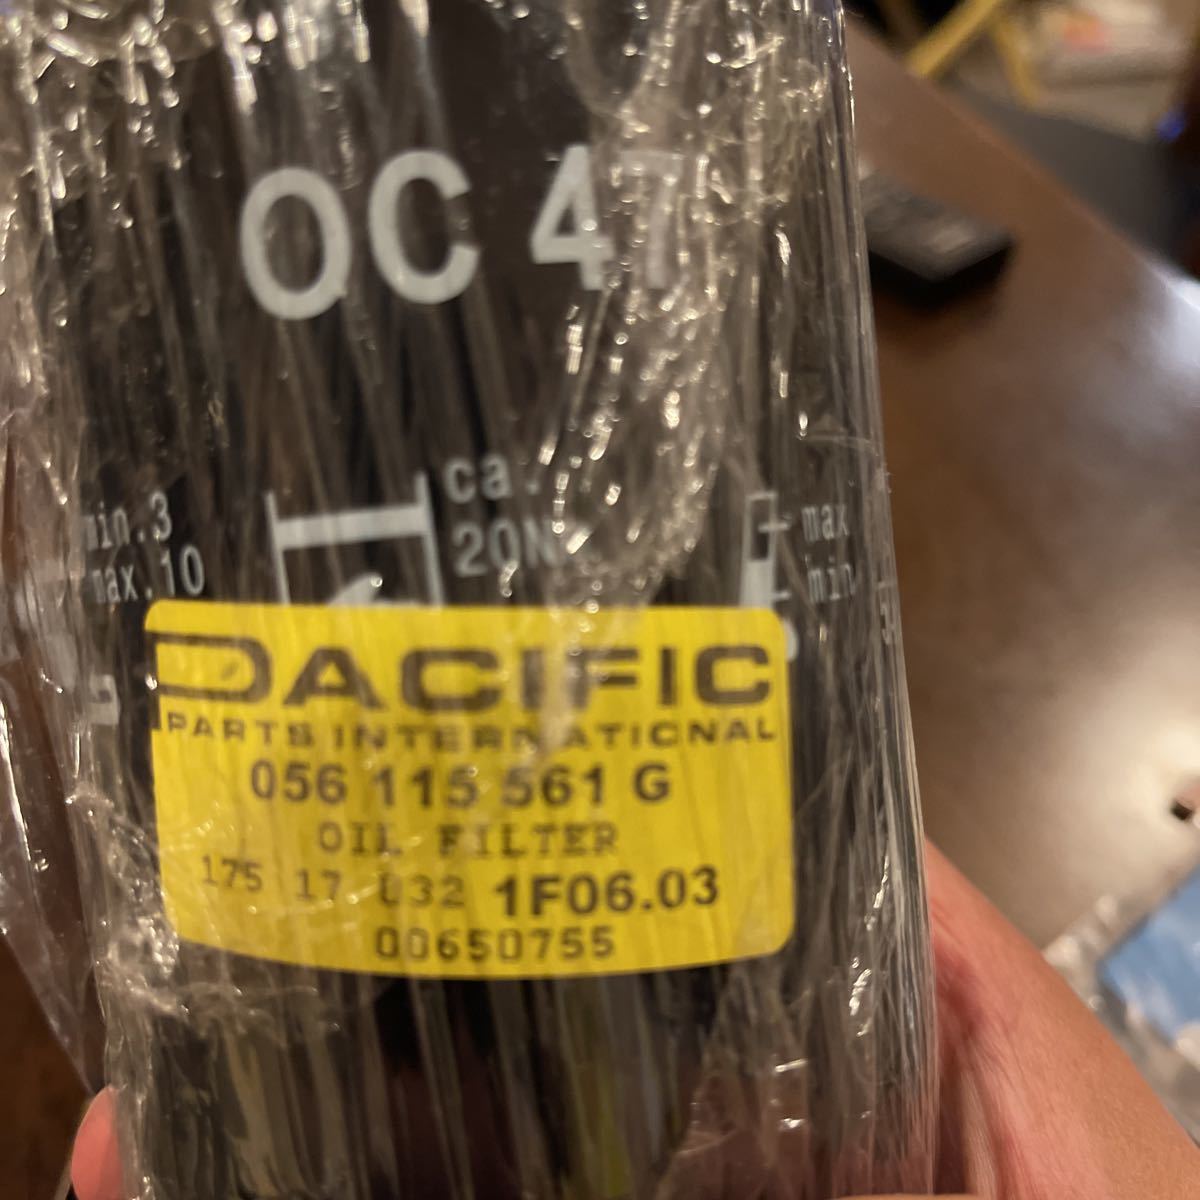 OC 47
ca.
min.3
20N
max.10
max
min
PACIFIC
PARTS INTERNATIONAL
056 115 561 G
OIL FILTER
175 17 032 1F06.03
00650755